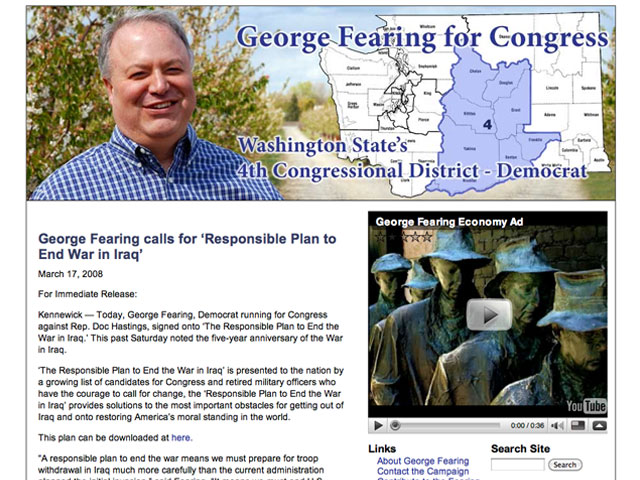 George Fearing for Congress
Washington State's
4th Congressional District - Democrat
4
George Fearing calls for 'Responsible Plan to
End War in Iraq'
March 17, 2008
For Immediate Release:
Kennewick — Today, George Fearing, Democrat running for Congress
against Rep. Doc Hastings, signed onto 'The Responsible Plan to End the
War in Iraq.' This past Saturday noted the five-year anniversary of the War
in Iraq.
'The Responsible Plan to End the War in Iraq' is presented to the nation by
a growing list of candidates for Congress and retired military officers who
have the courage to call for change, the 'Responsible Plan to End the War
in Iraq' provides solutions to the most important obstacles for getting out of
Iraq and onto restoring America's moral standing in the world.
This plan can be downloaded at here.
"A responsible plan to end the war means we must prepare for troop
withdrawal in Iraq much more carefully than the current administration
George Fearing Economy Ad
YouTube
0:00 / 0:36
Links
About George Fearing
Contact the Campaign
Contribute to the Fearing
Search Site
Search